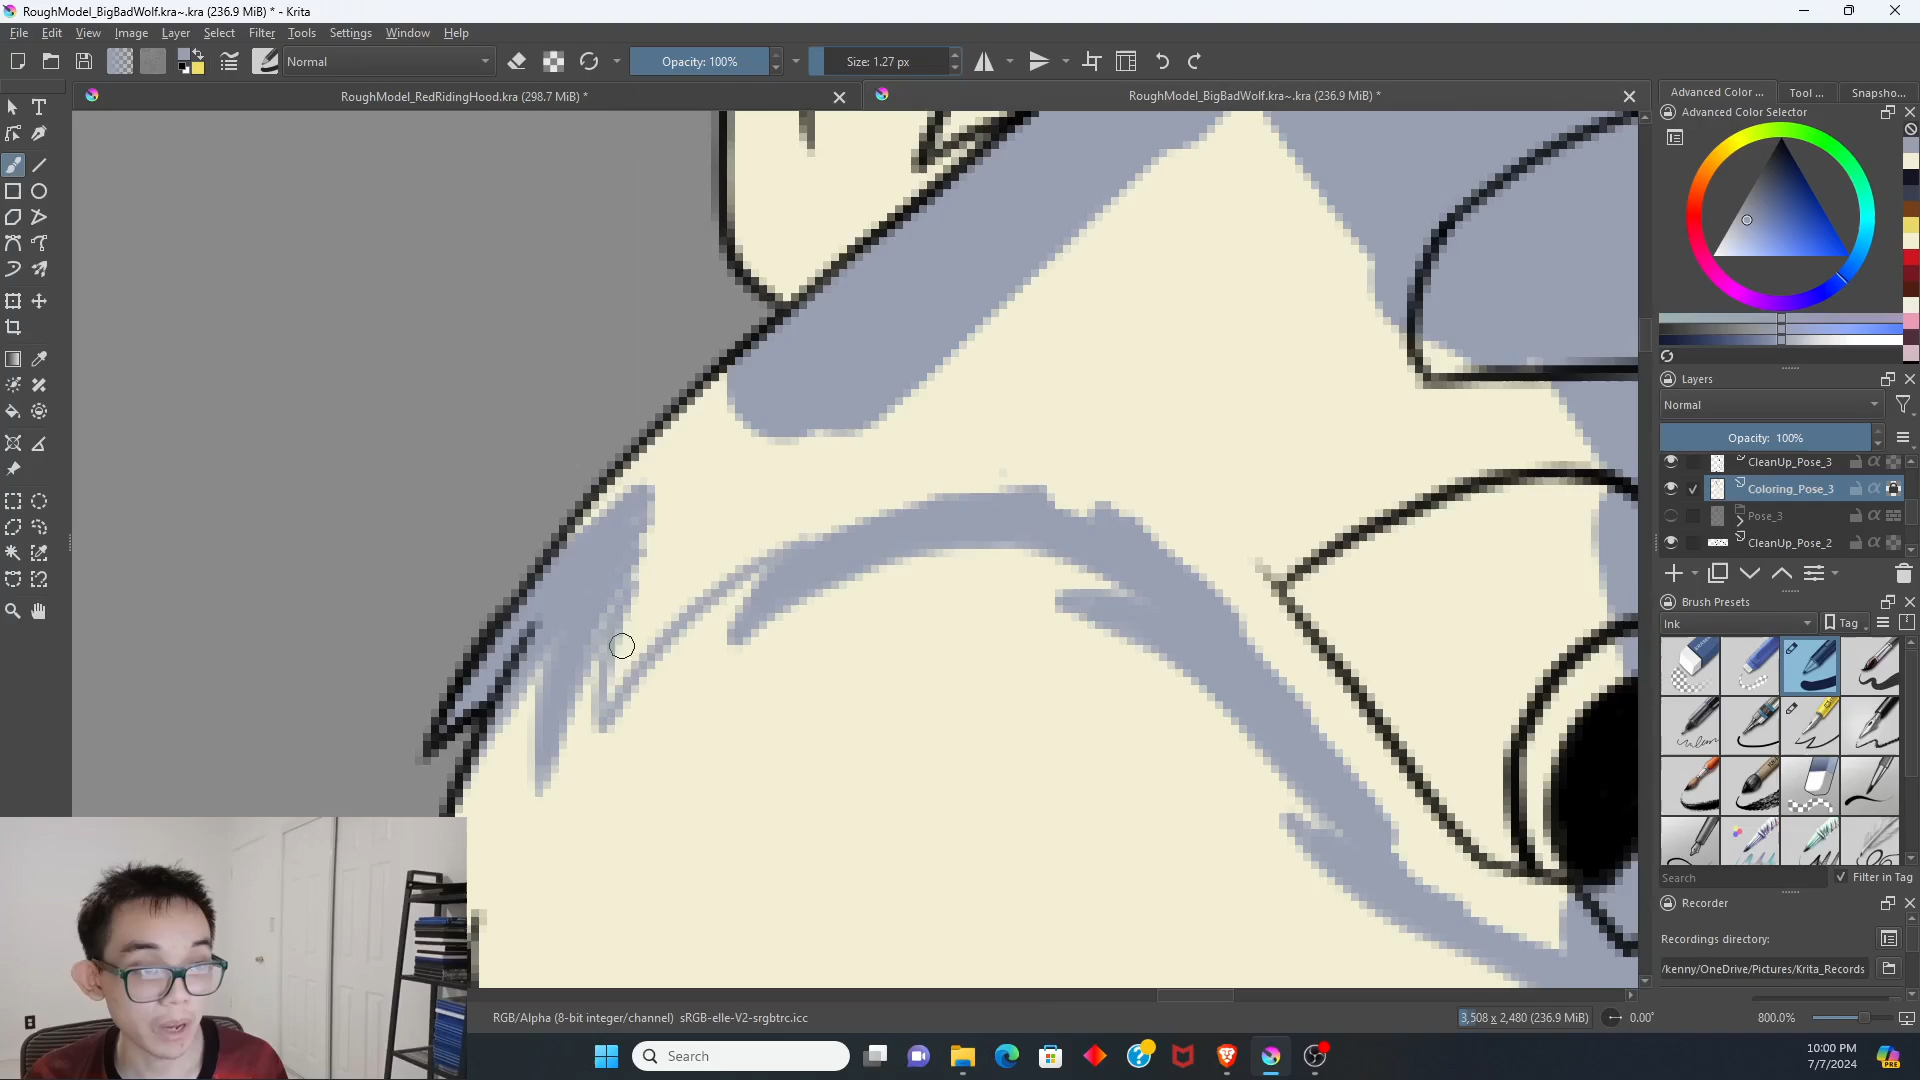 RoughModel_BigBadWolf.kra~.kra (236.9 MiB) * - Krita
File Edit View Image Layer Select Filter Tools Settings Window Help
Normal
Opacity: 100%
Size: 1.27 px
RoughModel_RedRidingHood.kra (298.7 MiB) *
RoughModel_BigBadWolf.kra~.kra (236.9 MiB) *
Advanced Color ...
Tool ...
Snapsho...
Advanced Color Selector
Layers
Normal
Opacity: 100%
CleanUp_Pose_3
Coloring_Pose_3
Pose_3
CleanUp_Pose_2
Brush Presets
Ink
Tag
Search
Filter in Tag
Recorder
Recordings directory:
/kenny/OneDrive/Pictures/Krita_Records
RGB/Alpha (8-bit integer/channel) sRGB-elle-V2-srgbtrc.icc
3,508 x 2,480 (236.9 MiB)
0.00°
800.0%
Search
10:00 PM
7/7/2024
PRE